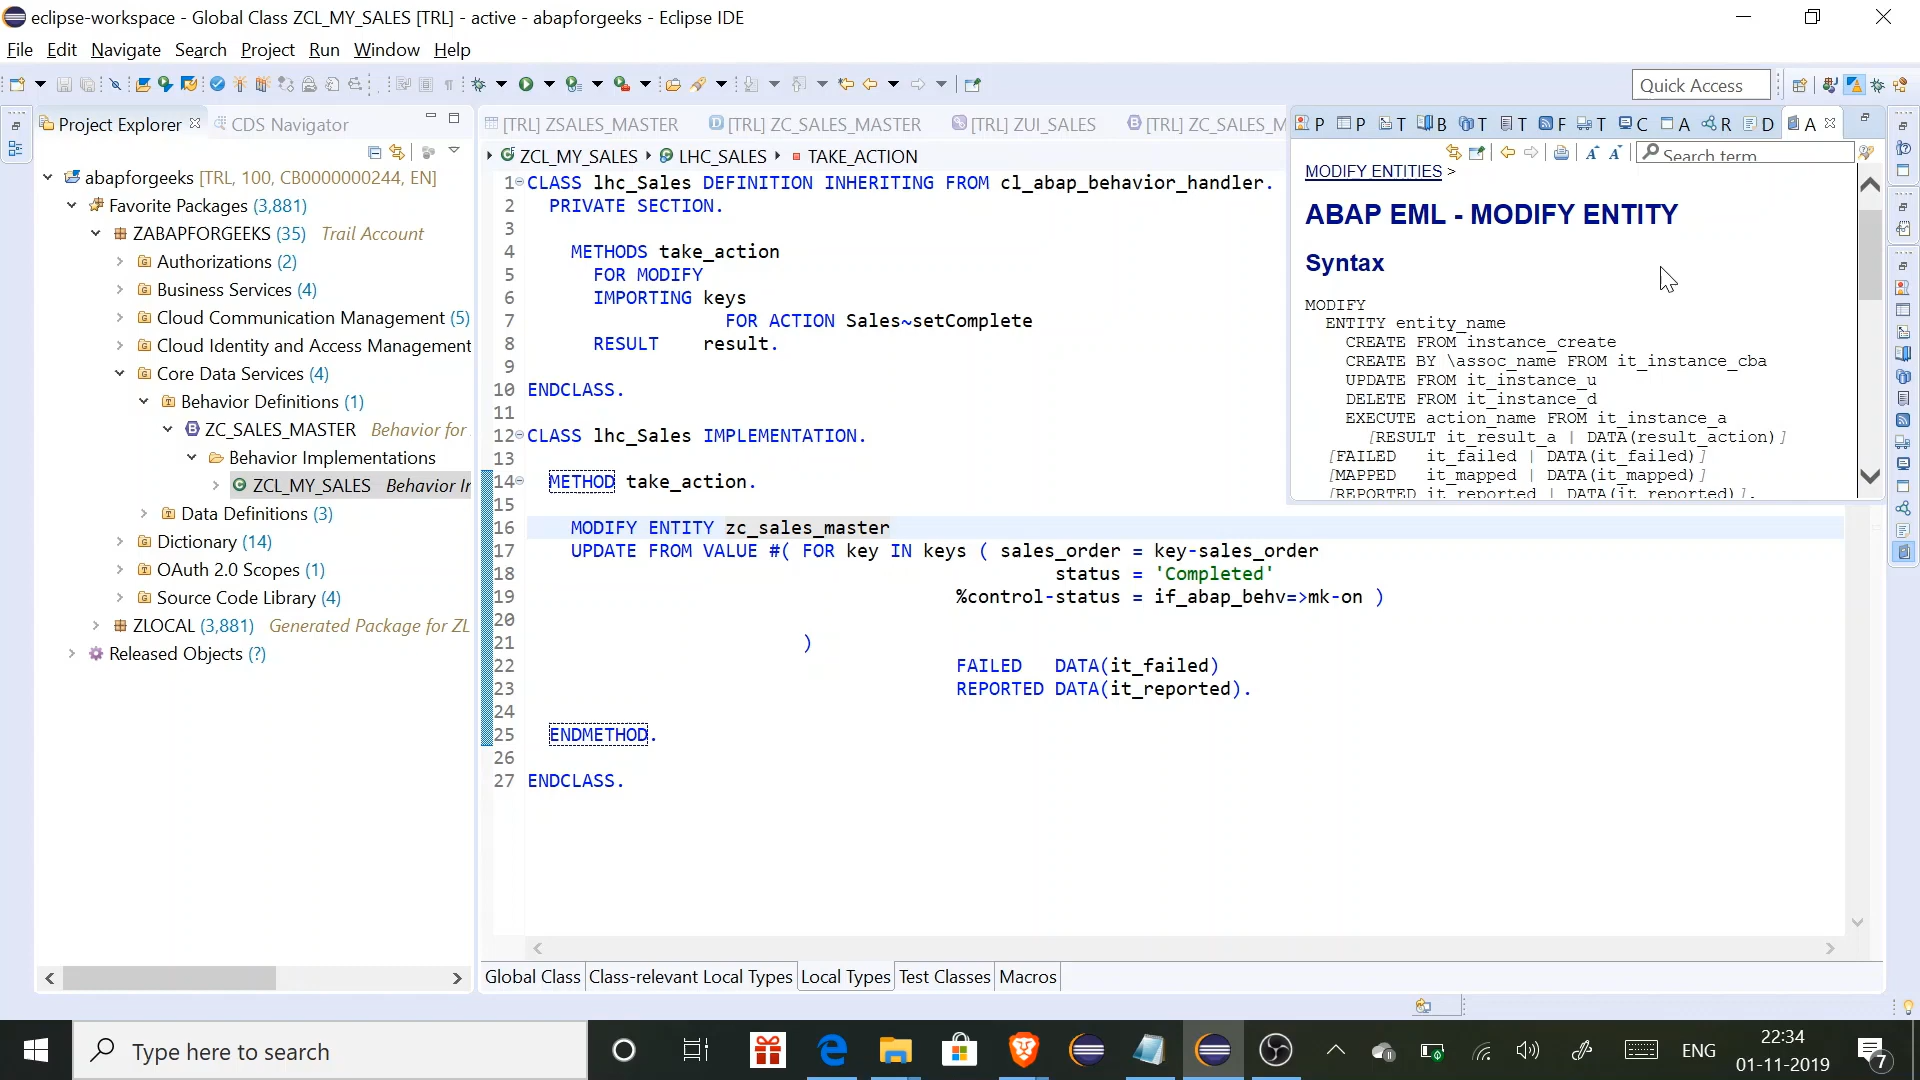 eclipse-workspace - Global Class ZCL_MY_SALES [TRL] - active - abapforgeeks - Eclipse IDE
File Edit Navigate Search Project Run Window Help
Quick Access
Project Explorer CDS Navigator
[TRL] ZSALES_MASTER [TRL] ZC_SALES_MASTER [TRL] ZUI_SALES [TRL] ZC_SALES_M
P P T B T T F T C A R D A
ZCL_MY_SALES LHC_SALES TAKE_ACTION
Search term
abapforgeeks [TRL, 100, CB0000000244, EN]
Favorite Packages (3,881)
ZABAPFORGEEKS (35) Trail Account
Authorizations (2)
Business Services (4)
Cloud Communication Management (5)
Cloud Identity and Access Management
Core Data Services (4)
Behavior Definitions (1)
ZC_SALES_MASTER Behavior for
Behavior Implementations
ZCL_MY_SALES Behavior Ir
Data Definitions (3)
Dictionary (14)
OAuth 2.0 Scopes (1)
Source Code Library (4)
ZLOCAL (3,881) Generated Package for ZL
Released Objects (?)
1 CLASS lhc_Sales DEFINITION INHERITING FROM cl_abap_behavior_handler.
2 PRIVATE SECTION.
3
4 METHODS take_action
5 FOR MODIFY
6 IMPORTING keys
7 FOR ACTION Sales~setComplete
8 RESULT result.
9
10 ENDCLASS.
11
12 CLASS lhc_Sales IMPLEMENTATION.
13
14 METHOD take_action.
15
16 MODIFY ENTITY zc_sales_master
17 UPDATE FROM VALUE #( FOR key IN keys ( sales_order = key-sales_order
18 status = 'Completed'
19 %control-status = if_abap_behv=>mk-on )
20
21 )
22 FAILED DATA(it_failed)
23 REPORTED DATA(it_reported).
24
25 ENDMETHOD.
26
27 ENDCLASS.
MODIFY ENTITIES >
ABAP EML - MODIFY ENTITY
Syntax
MODIFY
ENTITY entity_name
CREATE FROM instance_create
CREATE BY \assoc_name FROM it_instance_cba
UPDATE FROM it_instance_u
DELETE FROM it_instance_d
EXECUTE action_name FROM it_instance_a
[RESULT it_result_a | DATA(result_action)]
[FAILED it_failed | DATA(it_failed)]
[MAPPED it_mapped | DATA(it_mapped)]
[REPORTED it_reported | DATA(it_reported)].
Global Class Class-relevant Local Types Local Types Test Classes Macros
Type here to search
ENG
22:34
01-11-2019
7